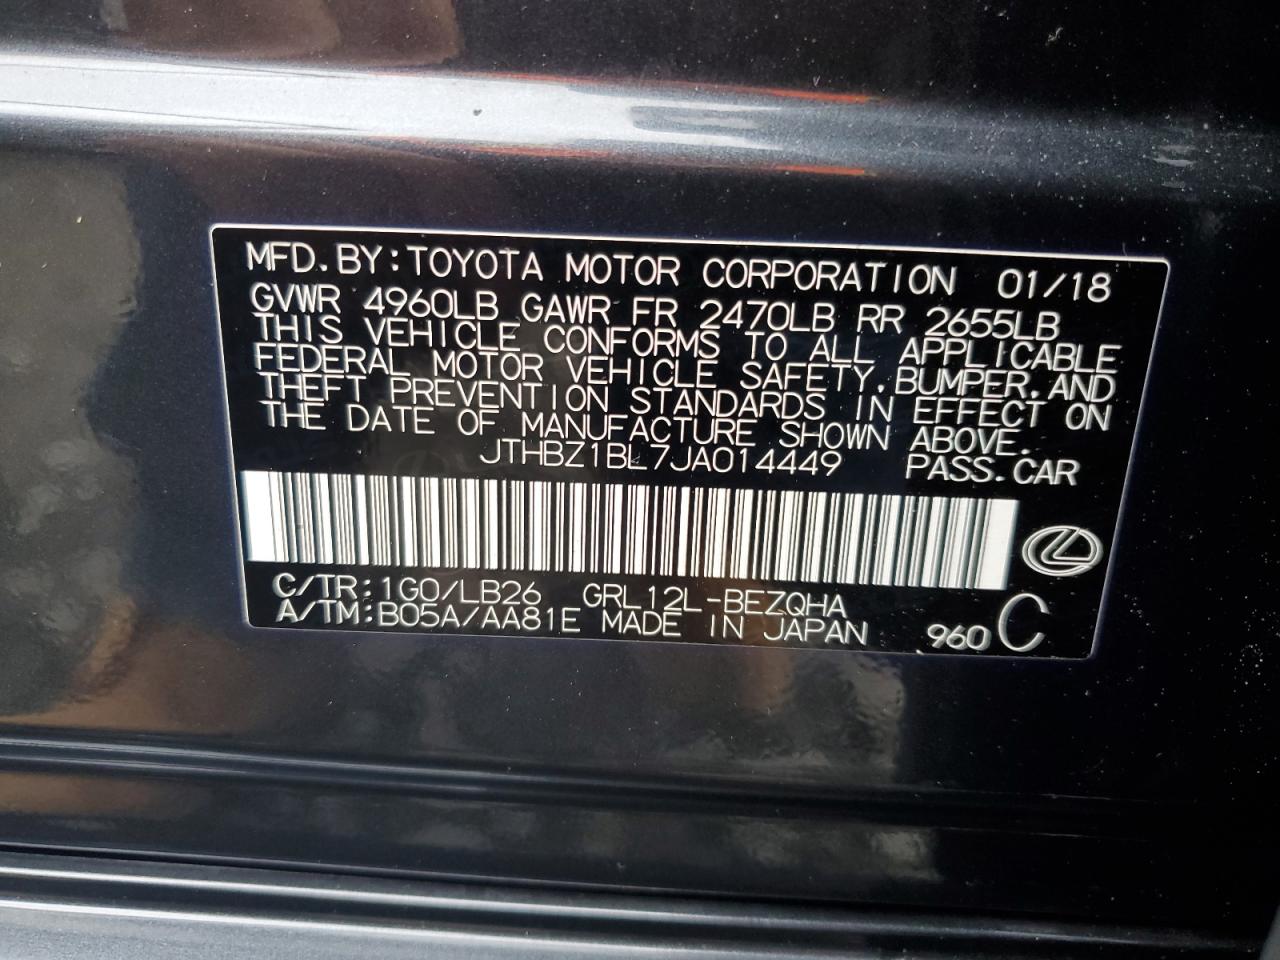 MFD.BY:TOYOTA MOTOR CORPORATION 01/18
GVWR 4960LB GAWR FR 2470LB RR 2655LB
THIS VEHICLE CONFORMS TO ALL APPLICABLE
FEDERAL MOTOR VEHICLE SAFETY,BUMPER,AND
THEFT PREVENTION STANDARDS IN EFFECT ON
THE DATE OF MANUFACTURE SHOWN ABOVE.
JTHBZ1BL7JA014449 PASS.CAR
C/TR:1G0/LB26 GRL12L-BEZQHA
A/TM:B05A/AA81E MADE IN JAPAN 960 C